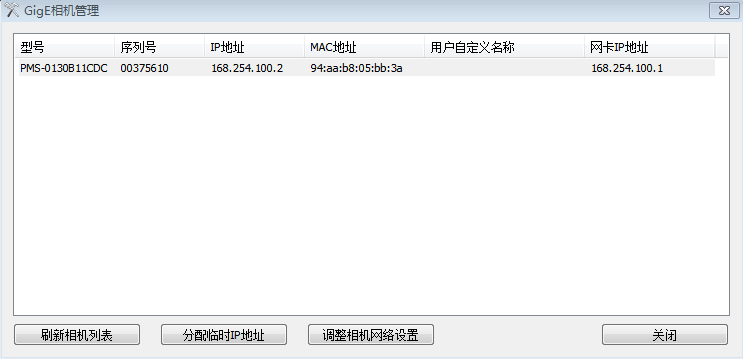 GigE相机管理
型号 序列号 IP地址 MAC地址 用户自定义名称 网卡IP地址
PMS-0130B11CDC 00375610 168.254.100.2 94:aa:b8:05:bb:3a 168.254.100.1
刷新相机列表 分配临时IP地址 调整相机网络设置 关闭